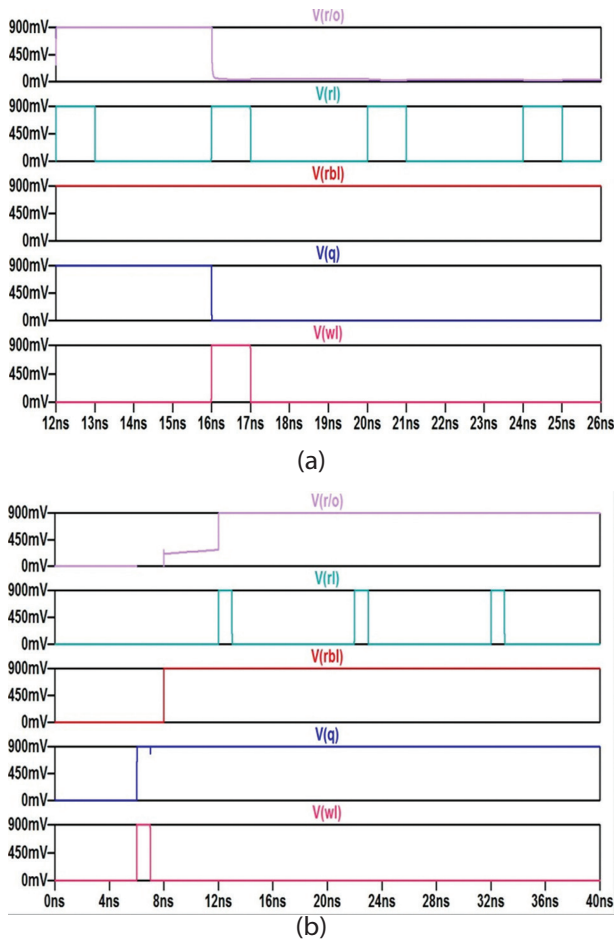 V(r/o)
900mV
450mV
0mV
V(rl)
900mV
450mV
0mV
V(rbl)
900mV
450mV
0mV
V(q)
900mV
450mV
0mV
V(wl)
900mV
450mV
0mV
12ns 13ns 14ns 15ns 16ns 17ns 18ns 19ns 20ns 21ns 22ns 23ns 24ns 25ns 26ns
(a)
V(r/o)
900mV
450mV
0mV
V(rl)
900mV
450mV
0mV
V(rbl)
900mV
450mV
0mV
V(q)
900mV
450mV
0mV
V(wl)
900mV
450mV
0mV
0ns 4ns 8ns 12ns 16ns 20ns 24ns 28ns 32ns 36ns 40ns
(b)